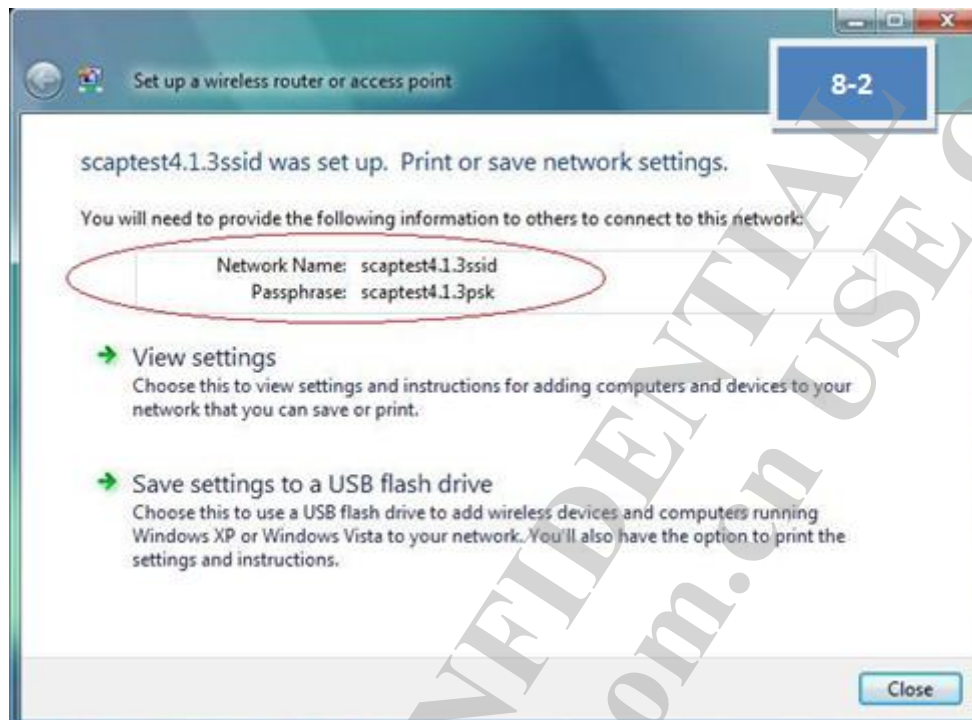 Set up a wireless router or access point
8-2
scaptest4.1.3ssid was set up. Print or save network settings.
You will need to provide the following information to others to connect to this network:
Network Name: scaptest4.1.3ssid
Passphrase: scaptest4.1.3psk
View settings
Choose this to view settings and instructions for adding computers and devices to your
network that you can save or print.
Save settings to a USB flash drive
Choose this to use a USB flash drive to add wireless devices and computers running
Windows XP or Windows Vista to your network. You'll also have the option to print the
settings and instructions.
Close